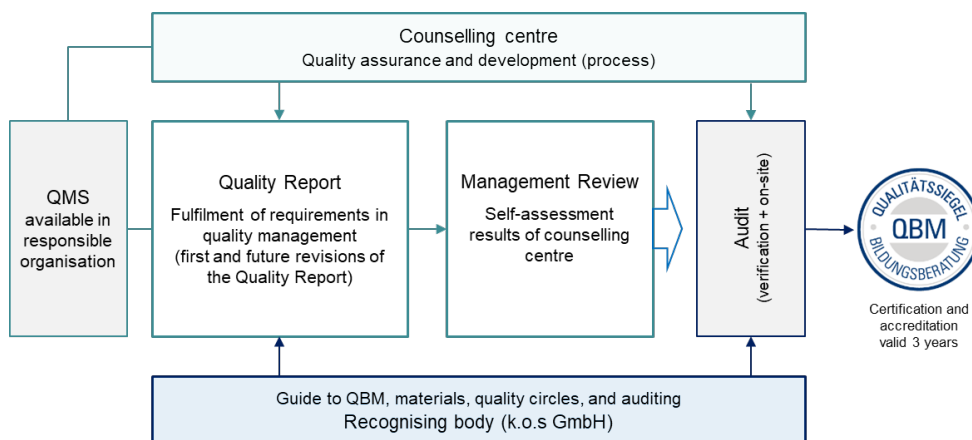 Counselling centre
Quality assurance and development (process)
QMS
available in
responsible
organisation
Quality Report
Fulfilment of requirements in
quality management
(first and future revisions of
the Quality Report)
Management Review
Self-assessment
results of counselling
centre
Audit
(verification + on-site)
QUALITÄTSSIEGEL
QBM
BILDUNGSBERATUNG
Certification and
accreditation
valid 3 years
Guide to QBM, materials, quality circles, and auditing
Recognising body (k.o.s GmbH)